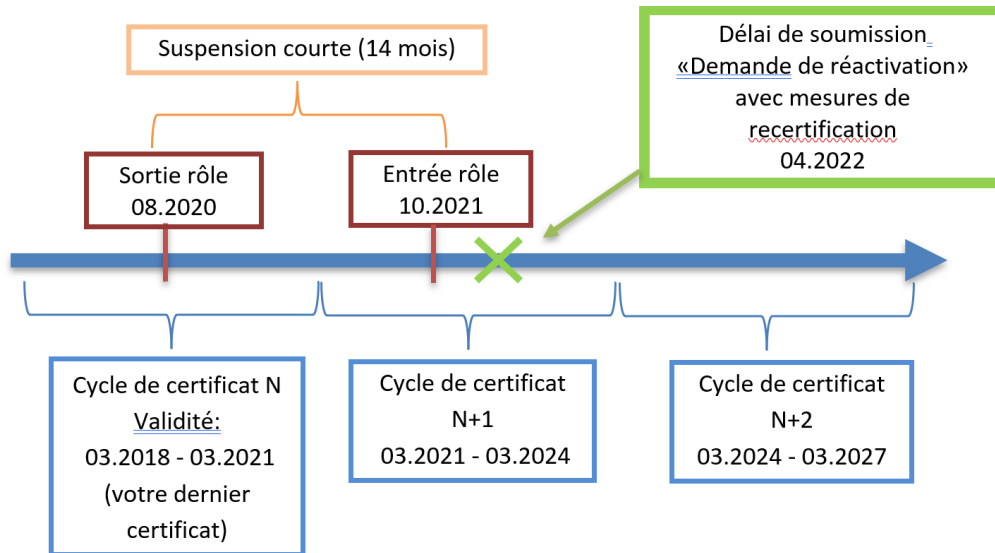 Suspension courte (14 mois)
Délai de soumission
«Demande de réactivation»
avec mesures de
recertification
04.2022
Sortie rôle
08.2020
Entrée rôle
10.2021
Cycle de certificat N
Validité:
03.2018 - 03.2021
(votre dernier
certificat)
Cycle de certificat
N+1
03.2021 - 03.2024
Cycle de certificat
N+2
03.2024 - 03.2027